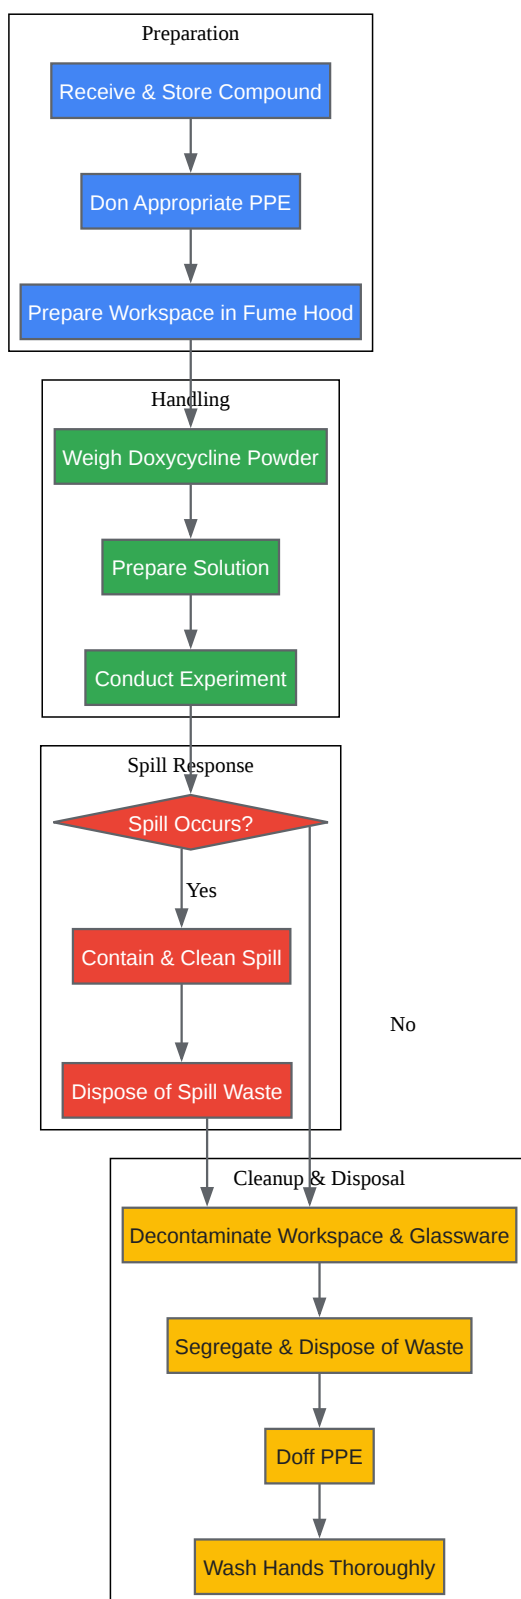 Preparation
Receive & Store Compound
Don Appropriate PPE
Prepare Workspace in Fume Hood
Handling
Weigh Doxycycline Powder
Prepare Solution
Conduct Experiment
Spill Response
Spill Occurs?
Yes
Contain & Clean Spill
No
Dispose of Spill Waste
Cleanup & Disposal
Decontaminate Workspace & Glassware
Segregate & Dispose of Waste
Doff PPE
Wash Hands Thoroughly